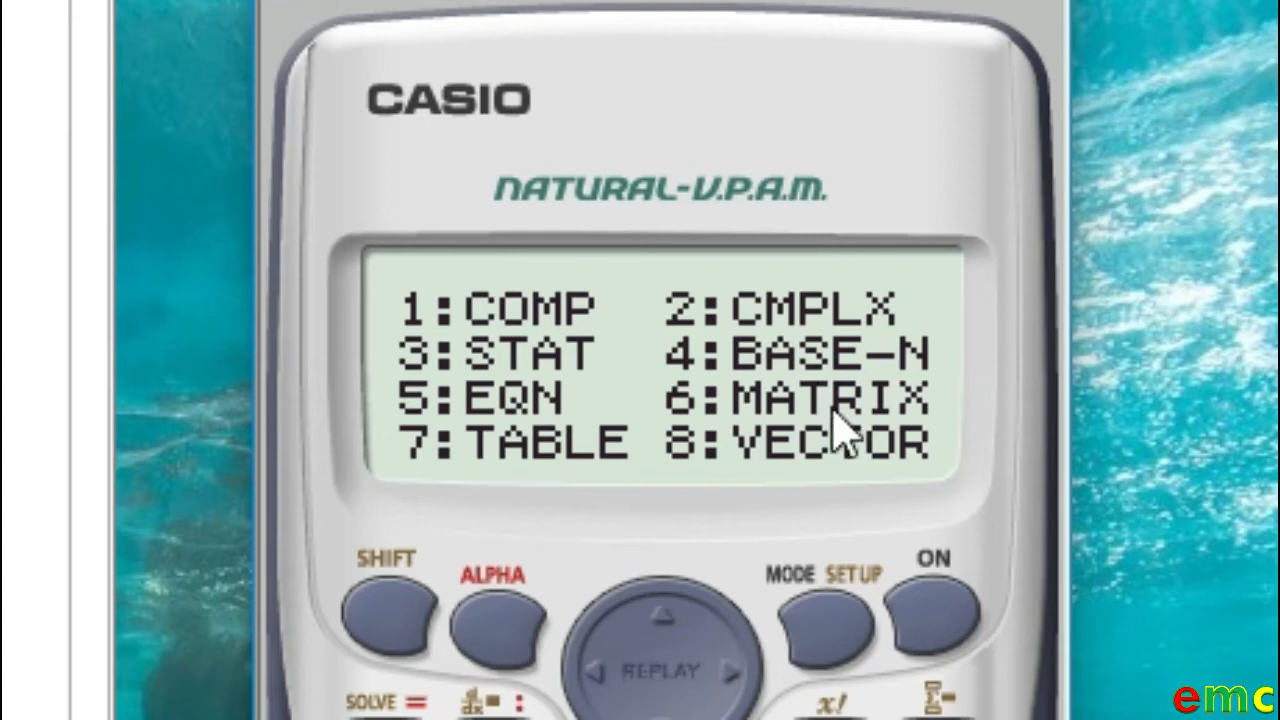 CASIO
NATURAL-V.P.A.M.
1:COMP 2:CMPLX
3:STAT 4:BASE-N
5:EQN 6:MATRIX
7:TABLE 8:VECTOR
SHIFT ALPHA MODE SETUP ON
REPLAY
SOLVE = d/dx= : x! Σ=
emc